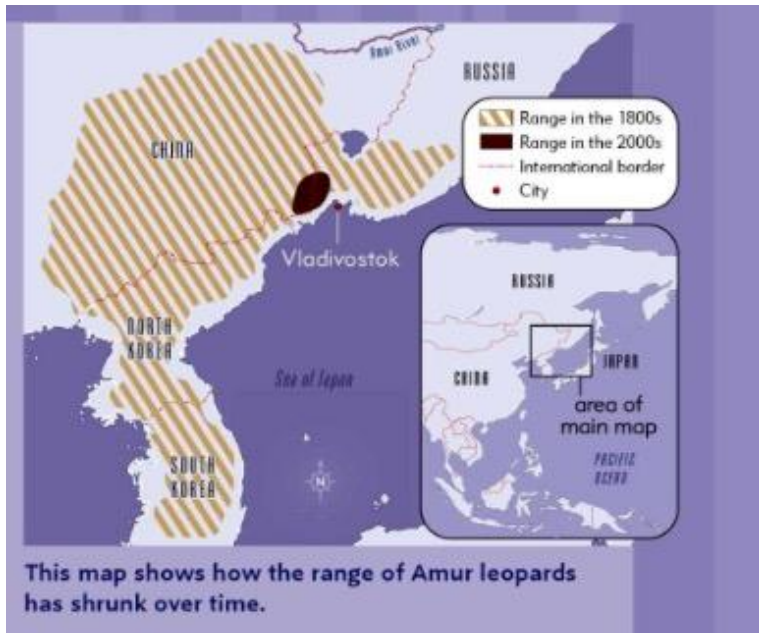 Amur River
RUSSIA
CHINA
Range in the 1800s
Range in the 2000s
International border
City
Vladivostok
NORTH
KOREA
Sea of Japan
SOUTH
KOREA
N
RUSSIA
CHINA
JAPAN
area of
main map
PACIFIC
OCEAN
This map shows how the range of Amur leopards
has shrunk over time.